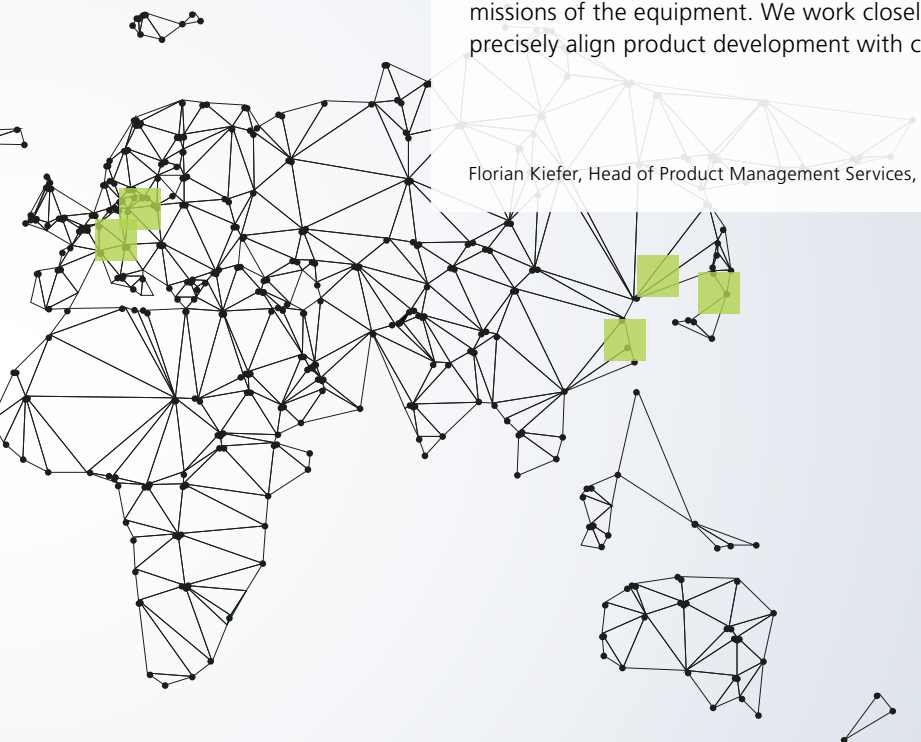 missions of the equipment. We work closel
precisely align product development with c
Florian Kiefer, Head of Product Management Services,